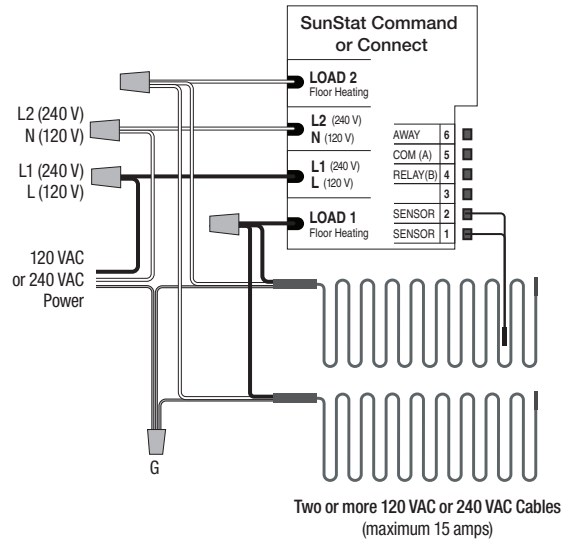 SunStat Command
or Connect
LOAD 2
Floor Heating
L2 (240 V)
N (120 V)
L2 (240 V)
N (120 V)
L1 (240 V)
L (120 V)
L1 (240 V)
L (120 V)
LOAD 1
Floor Heating
AWAY 6
COM (A) 5
RELAY(B) 4
3
SENSOR 2
SENSOR 1
120 VAC
or 240 VAC
Power
G
Two or more 120 VAC or 240 VAC Cables
(maximum 15 amps)